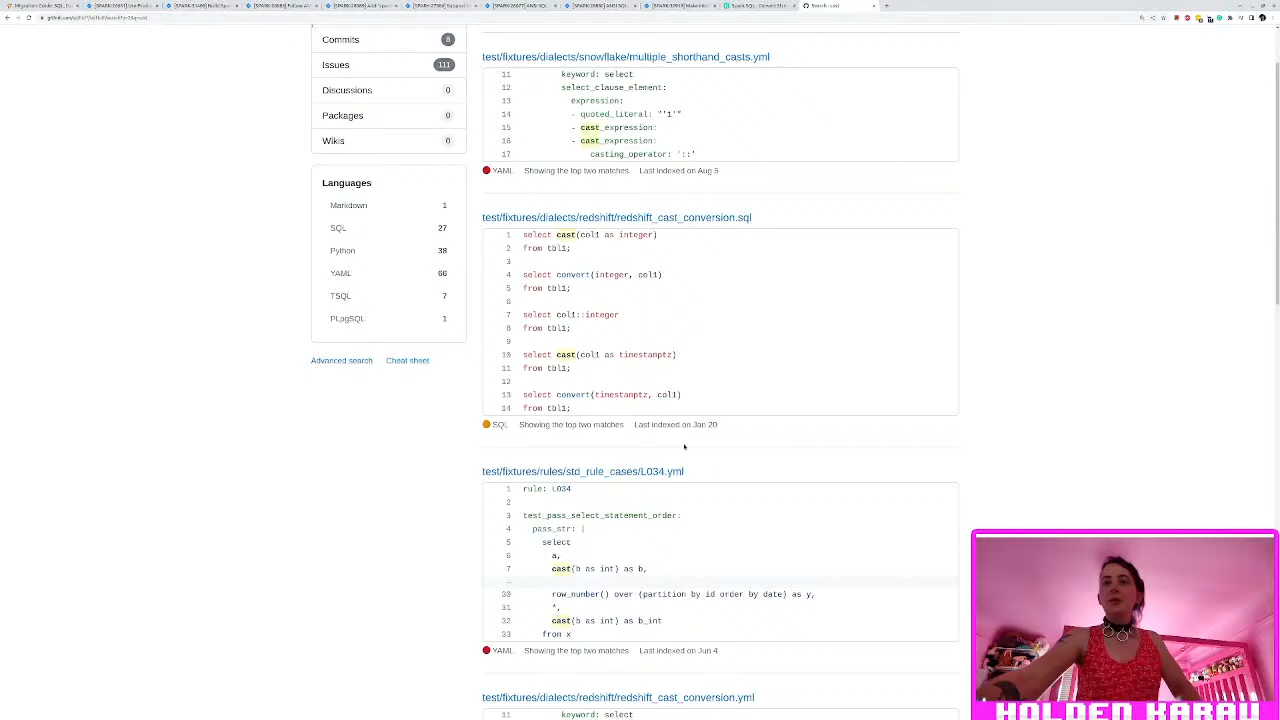 Spark SQL - Convert Stri
Search · cast
Commits 8
Issues 111
Discussions 0
Packages 0
Wikis 0
Languages
Markdown 1
SQL 27
Python 38
YAML 66
TSQL 7
PLpgSQL 1
Advanced search Cheat sheet
test/fixtures/dialects/snowflake/multiple_shorthand_casts.yml
11 keyword: select
12 select_clause_element:
13 expression:
14 - quoted_literal: "'1'"
15 - cast_expression:
16 - cast_expression:
17 casting_operator: '::'
YAML Showing the top two matches Last indexed on Aug 5
test/fixtures/dialects/redshift/redshift_cast_conversion.sql
1 select cast(col1 as integer)
2 from tbl1;
3
4 select convert(integer, col1)
5 from tbl1;
6
7 select col1::integer
8 from tbl1;
9
10 select cast(col1 as timestamptz)
11 from tbl1;
12
13 select convert(timestamptz, col1)
14 from tbl1;
SQL Showing the top two matches Last indexed on Jan 20
test/fixtures/rules/std_rule_cases/L034.yml
1 rule: L034
2
3 test_pass_select_statement_order:
4 pass_str: |
5 select
6 a,
7 cast(b as int) as b,
…
30 row_number() over (partition by id order by date) as y,
31 *,
32 cast(b as int) as b_int
33 from x
YAML Showing the top two matches Last indexed on Jun 4
test/fixtures/dialects/redshift/redshift_cast_conversion.yml
11 keyword: select
HOLDEN KARAU